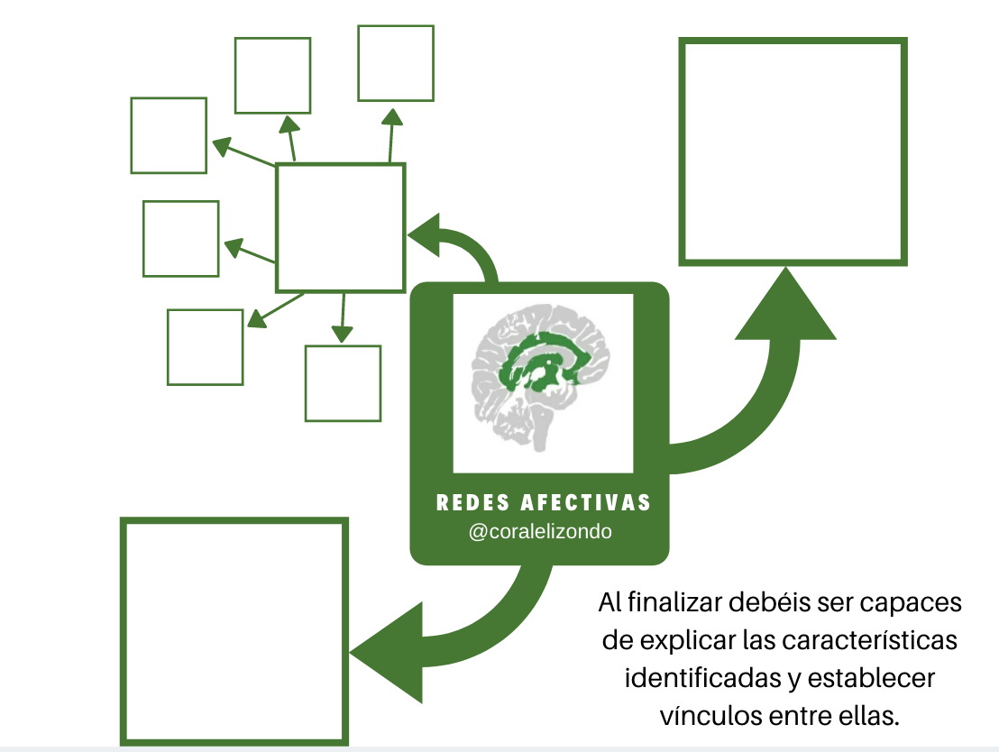 REDES AFECTIVAS
@coralelizondo
Al finalizar debéis ser capaces
de explicar las características
identificadas y establecer
vínculos entre ellas.